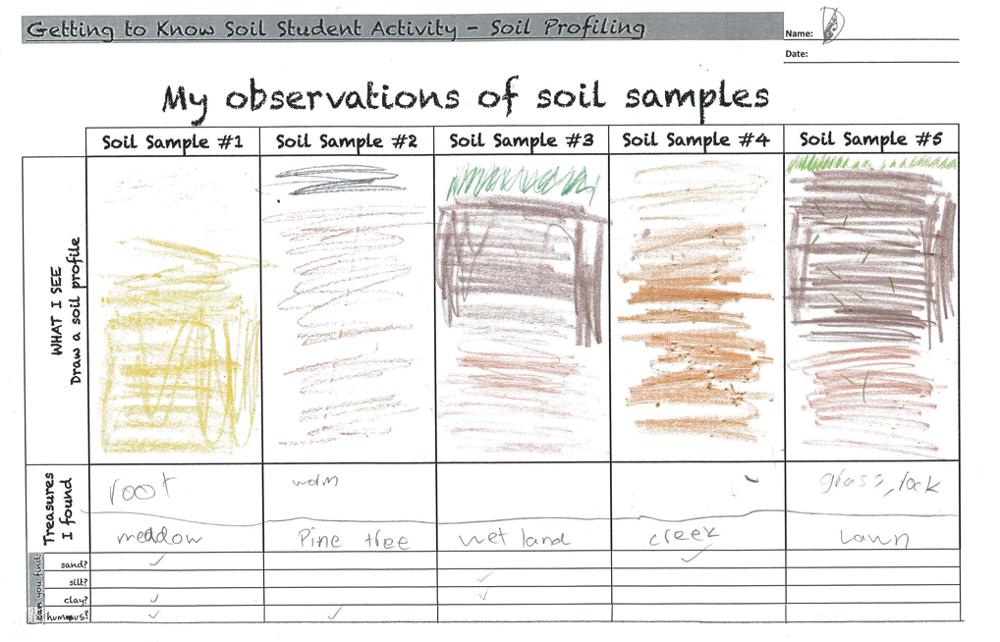 Getting to Know Soil Student Activity – Soil Profiling
Name:
Date:
My observations of soil samples
Soil Sample #1
Soil Sample #2
Soil Sample #3
Soil Sample #4
Soil Sample #5
WHAT I SEE
Draw a soil profile
Treasures
I found
root
worm
grass, rock
meadow
Pine tree
wet land
creek
Lawn
can you find:
sand? ✓ ✓
silt? ✓
clay? ✓ ✓
humus? ✓ ✓